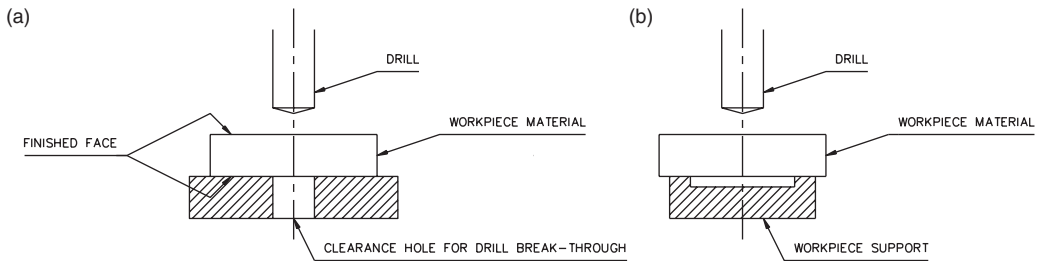 (a)
DRILL
WORKPIECE MATERIAL
FINISHED FACE
CLEARANCE HOLE FOR DRILL BREAK-THROUGH
(b)
DRILL
WORKPIECE MATERIAL
WORKPIECE SUPPORT